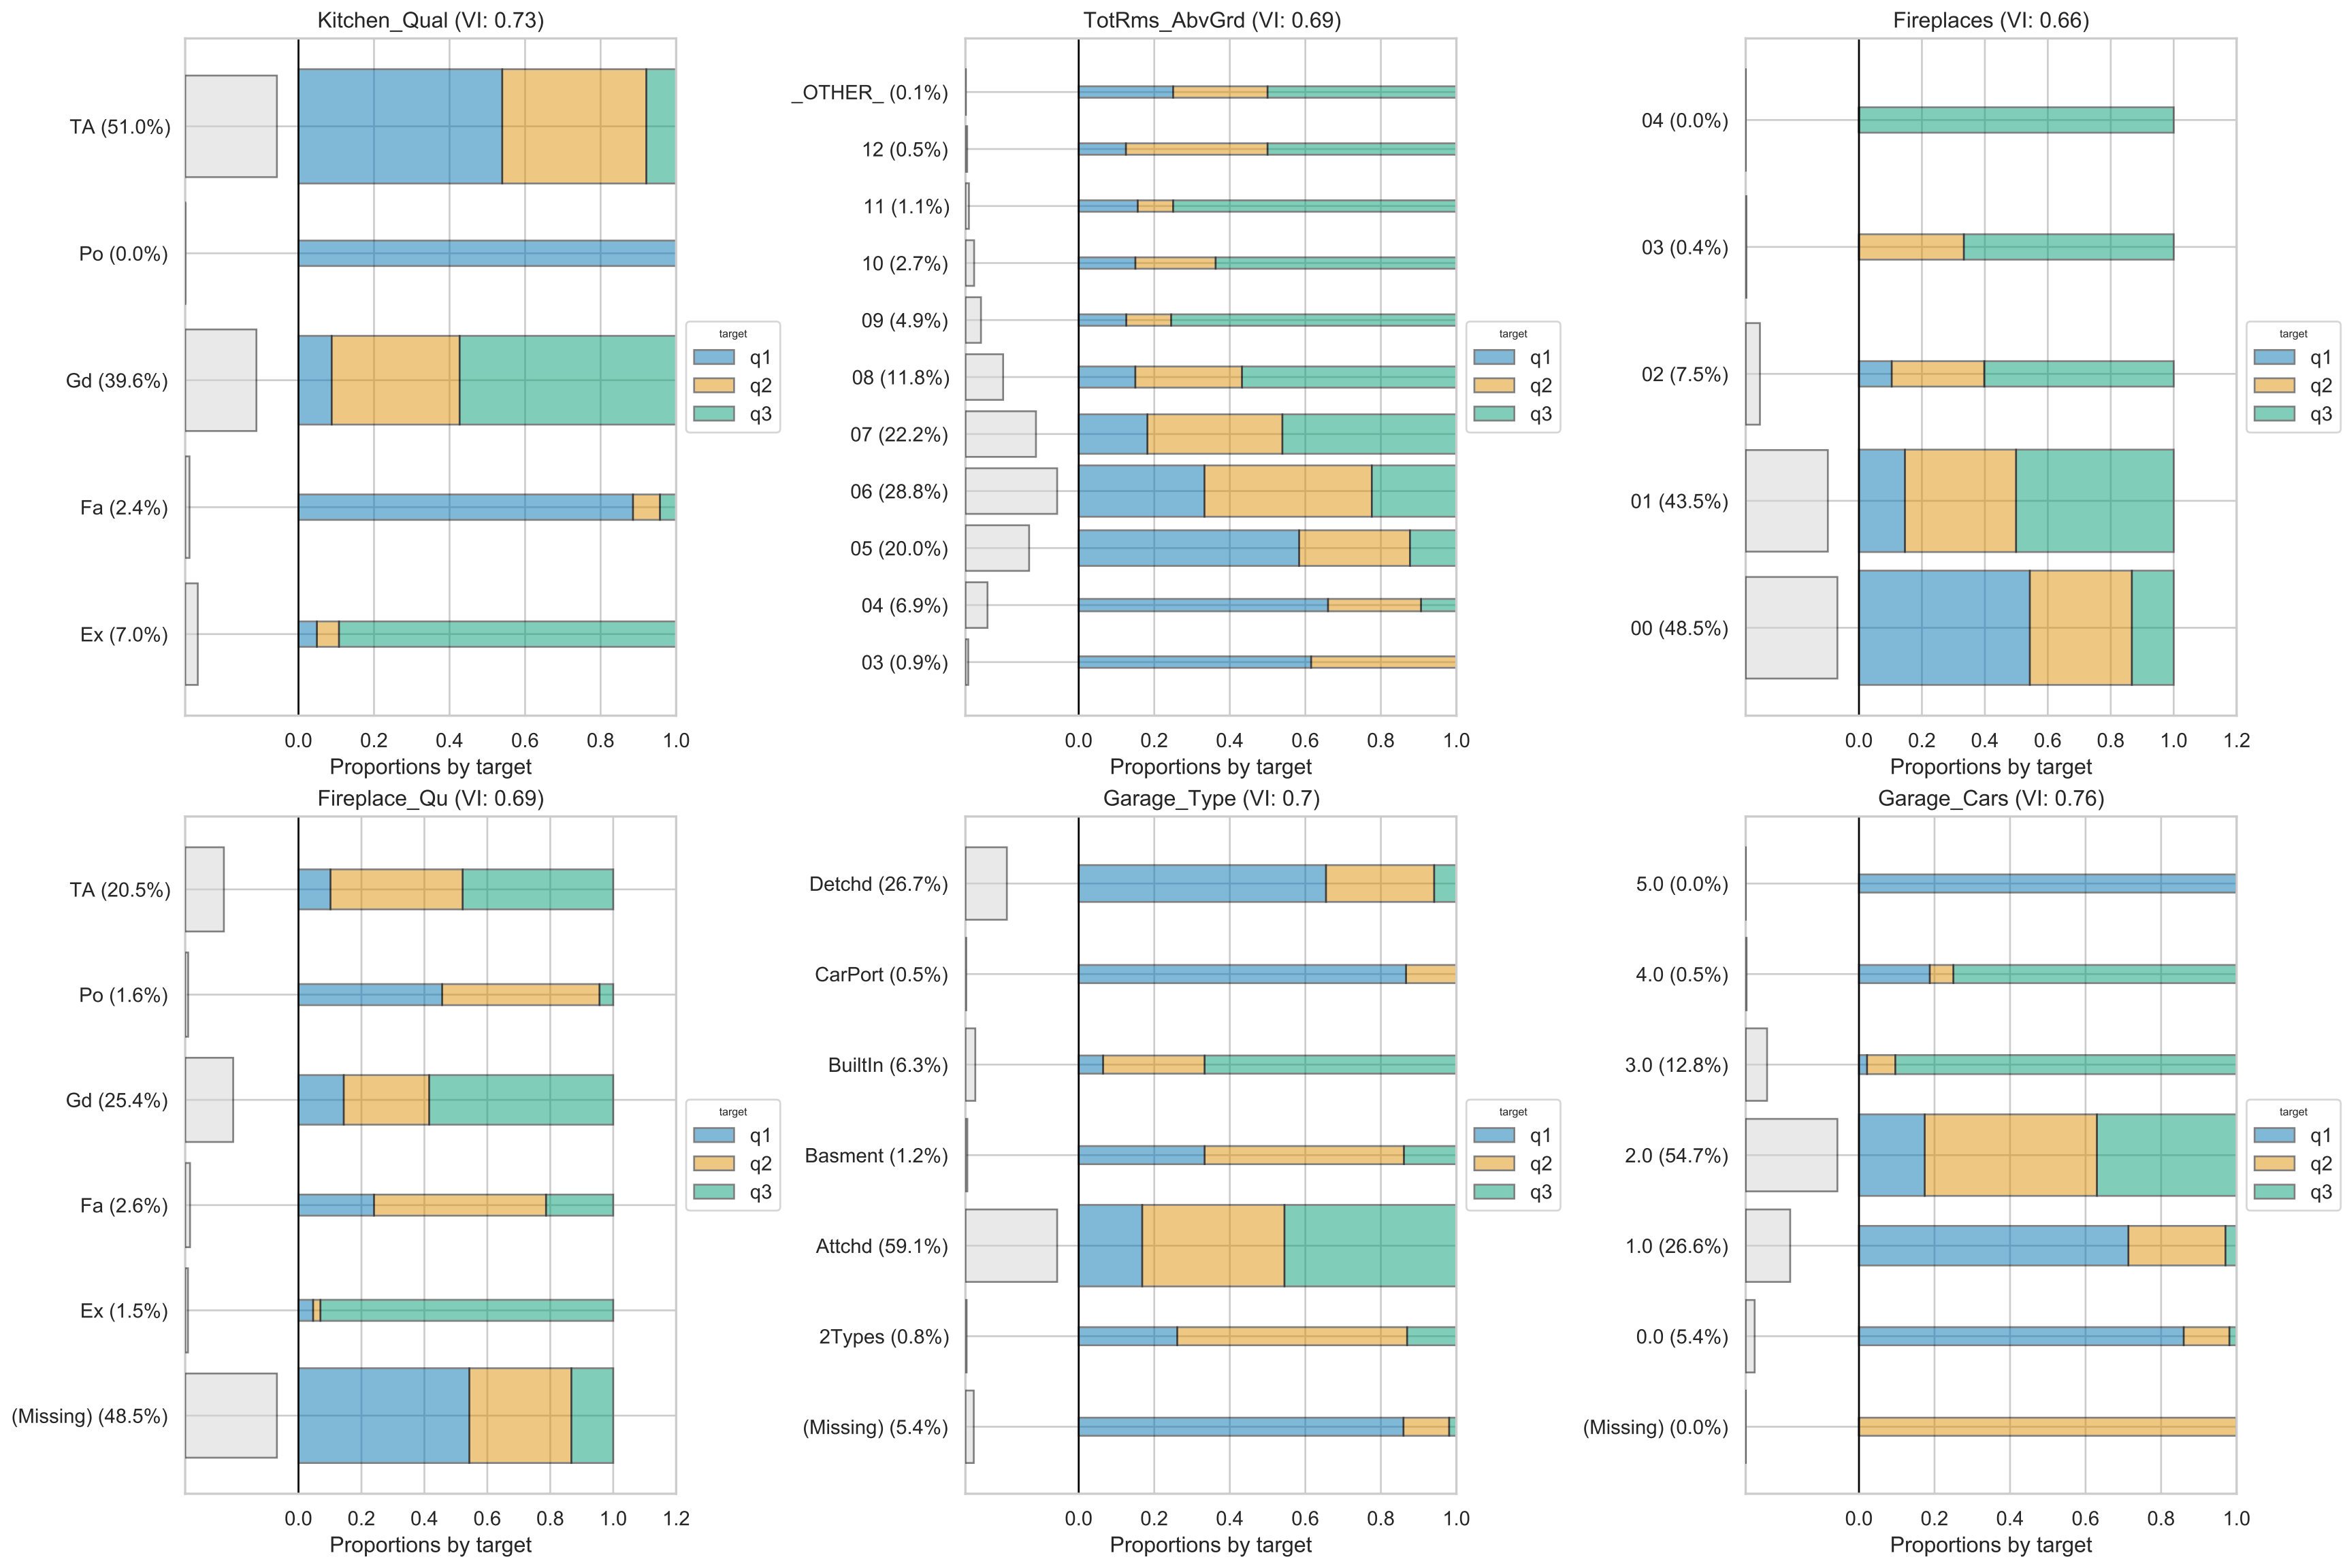 Kitchen_Qual (VI: 0.73)
TA (51.0%)
Po (0.0%)
Gd (39.6%)
Fa (2.4%)
Ex (7.0%)
0.0 0.2 0.4 0.6 0.8 1.0
Proportions by target
target
q1
q2
q3
TotRms_AbvGrd (VI: 0.69)
_OTHER_ (0.1%)
12 (0.5%)
11 (1.1%)
10 (2.7%)
09 (4.9%)
08 (11.8%)
07 (22.2%)
06 (28.8%)
05 (20.0%)
04 (6.9%)
03 (0.9%)
0.0 0.2 0.4 0.6 0.8 1.0
Proportions by target
target
q1
q2
q3
Fireplaces (VI: 0.66)
04 (0.0%)
03 (0.4%)
02 (7.5%)
01 (43.5%)
00 (48.5%)
0.0 0.2 0.4 0.6 0.8 1.0 1.2
Proportions by target
target
q1
q2
q3
Fireplace_Qu (VI: 0.69)
TA (20.5%)
Po (1.6%)
Gd (25.4%)
Fa (2.6%)
Ex (1.5%)
(Missing) (48.5%)
0.0 0.2 0.4 0.6 0.8 1.0 1.2
Proportions by target
target
q1
q2
q3
Garage_Type (VI: 0.7)
Detchd (26.7%)
CarPort (0.5%)
BuiltIn (6.3%)
Basment (1.2%)
Attchd (59.1%)
2Types (0.8%)
(Missing) (5.4%)
0.0 0.2 0.4 0.6 0.8 1.0
Proportions by target
target
q1
q2
q3
Garage_Cars (VI: 0.76)
5.0 (0.0%)
4.0 (0.5%)
3.0 (12.8%)
2.0 (54.7%)
1.0 (26.6%)
0.0 (5.4%)
(Missing) (0.0%)
0.0 0.2 0.4 0.6 0.8 1.0
Proportions by target
target
q1
q2
q3